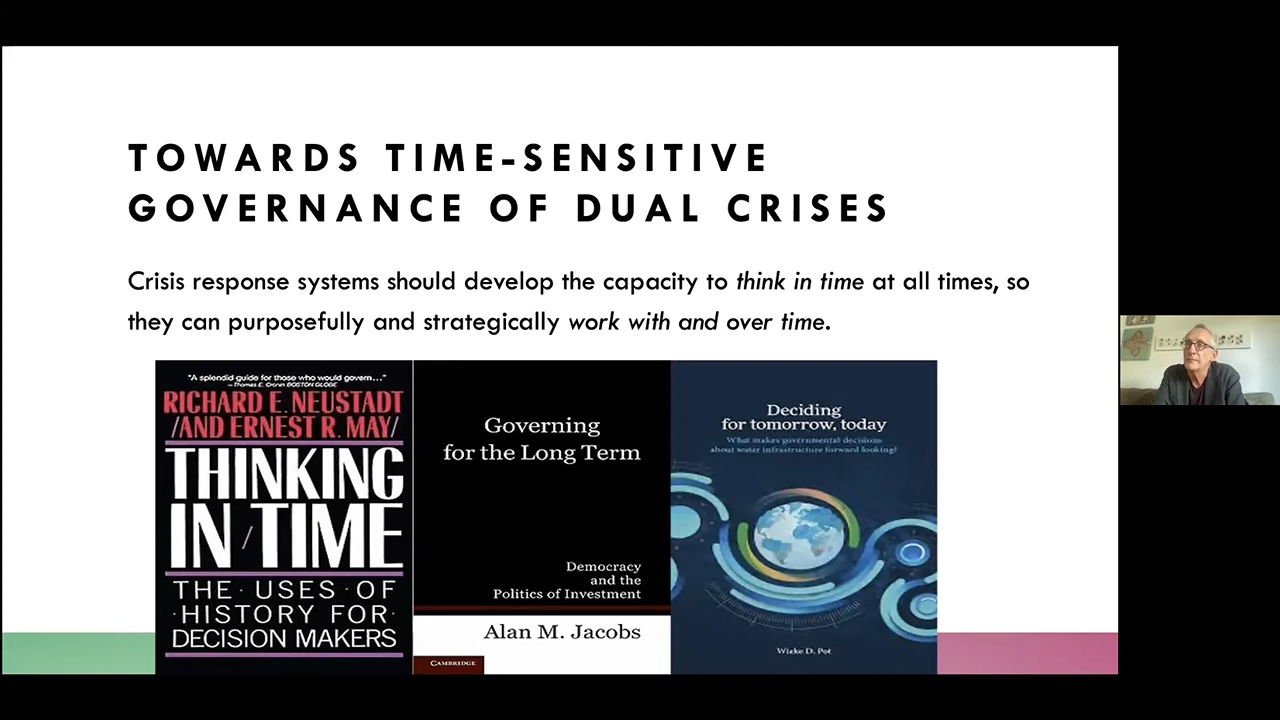 TOWARDS TIME-SENSITIVE
GOVERNANCE OF DUAL CRISES
Crisis response systems should develop the capacity to think in time at all times, so
they can purposefully and strategically work with and over time.
"A splendid guide for those who would govern..."
—Thomas E. Cronin BOSTON GLOBE
RICHARD E. NEUSTADT
/AND ERNEST R. MAY/
THINKING
IN/TIME
THE·USES·OF
·HISTORY FOR·
DECISION MAKERS
Governing
for the Long Term
Democracy
and the
Politics of Investment
Alan M. Jacobs
CAMBRIDGE
Deciding
for tomorrow, today
What makes governmental decisions
about water infrastructure forward looking?
Wieke D. Pot